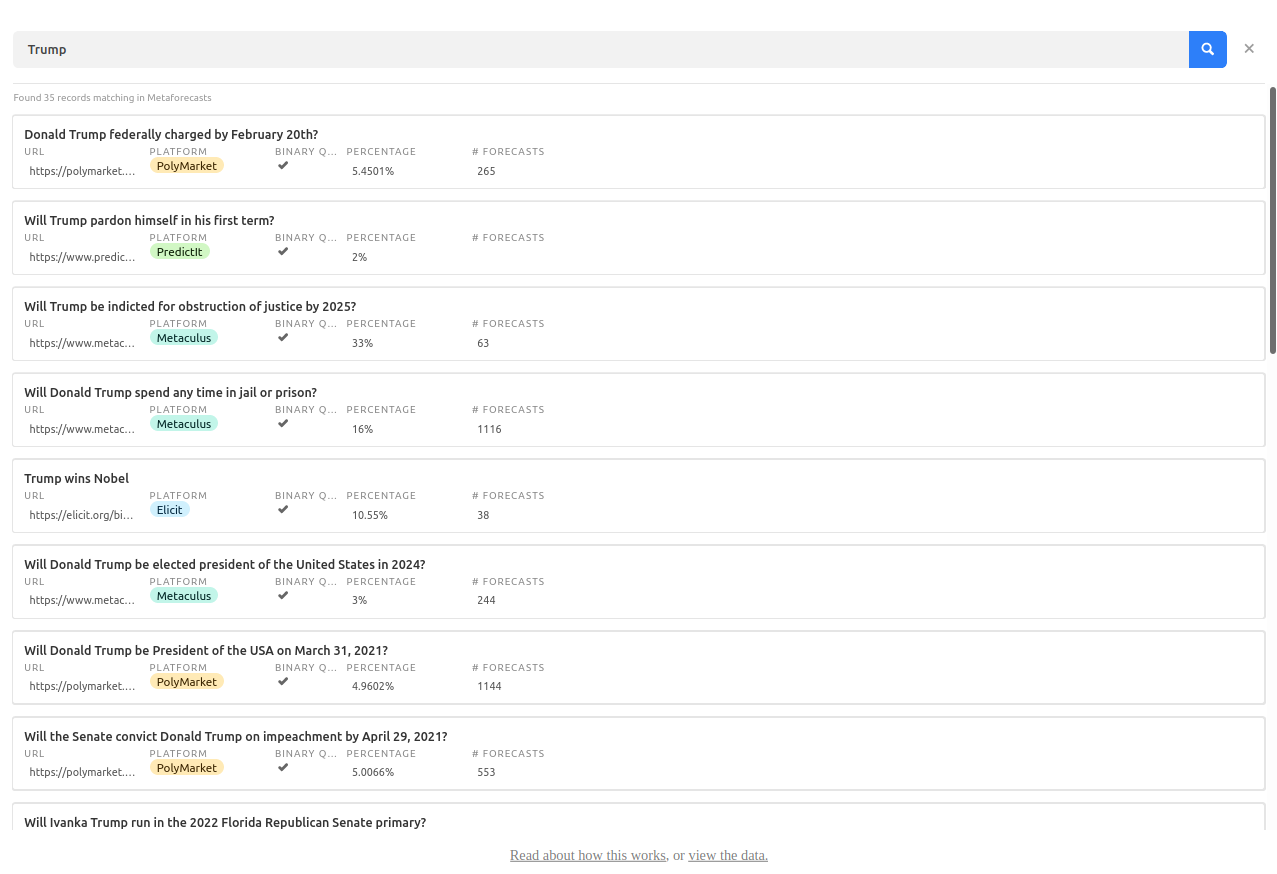 Trump
Found 35 records matching in Metaforecasts
Donald Trump federally charged by February 20th?
URL PLATFORM BINARY Q... PERCENTAGE # FORECASTS
https://polymarket.... PolyMarket ✔ 5.4501% 265
Will Trump pardon himself in his first term?
URL PLATFORM BINARY Q... PERCENTAGE # FORECASTS
https://www.predic... PredictIt ✔ 2%
Will Trump be indicted for obstruction of justice by 2025?
URL PLATFORM BINARY Q... PERCENTAGE # FORECASTS
https://www.metac... Metaculus ✔ 33% 63
Will Donald Trump spend any time in jail or prison?
URL PLATFORM BINARY Q... PERCENTAGE # FORECASTS
https://www.metac... Metaculus ✔ 16% 1116
Trump wins Nobel
URL PLATFORM BINARY Q... PERCENTAGE # FORECASTS
https://elicit.org/bi... Elicit ✔ 10.55% 38
Will Donald Trump be elected president of the United States in 2024?
URL PLATFORM BINARY Q... PERCENTAGE # FORECASTS
https://www.metac... Metaculus ✔ 3% 244
Will Donald Trump be President of the USA on March 31, 2021?
URL PLATFORM BINARY Q... PERCENTAGE # FORECASTS
https://polymarket.... PolyMarket ✔ 4.9602% 1144
Will the Senate convict Donald Trump on impeachment by April 29, 2021?
URL PLATFORM BINARY Q... PERCENTAGE # FORECASTS
https://polymarket.... PolyMarket ✔ 5.0066% 553
Will Ivanka Trump run in the 2022 Florida Republican Senate primary?
Read about how this works, or view the data.